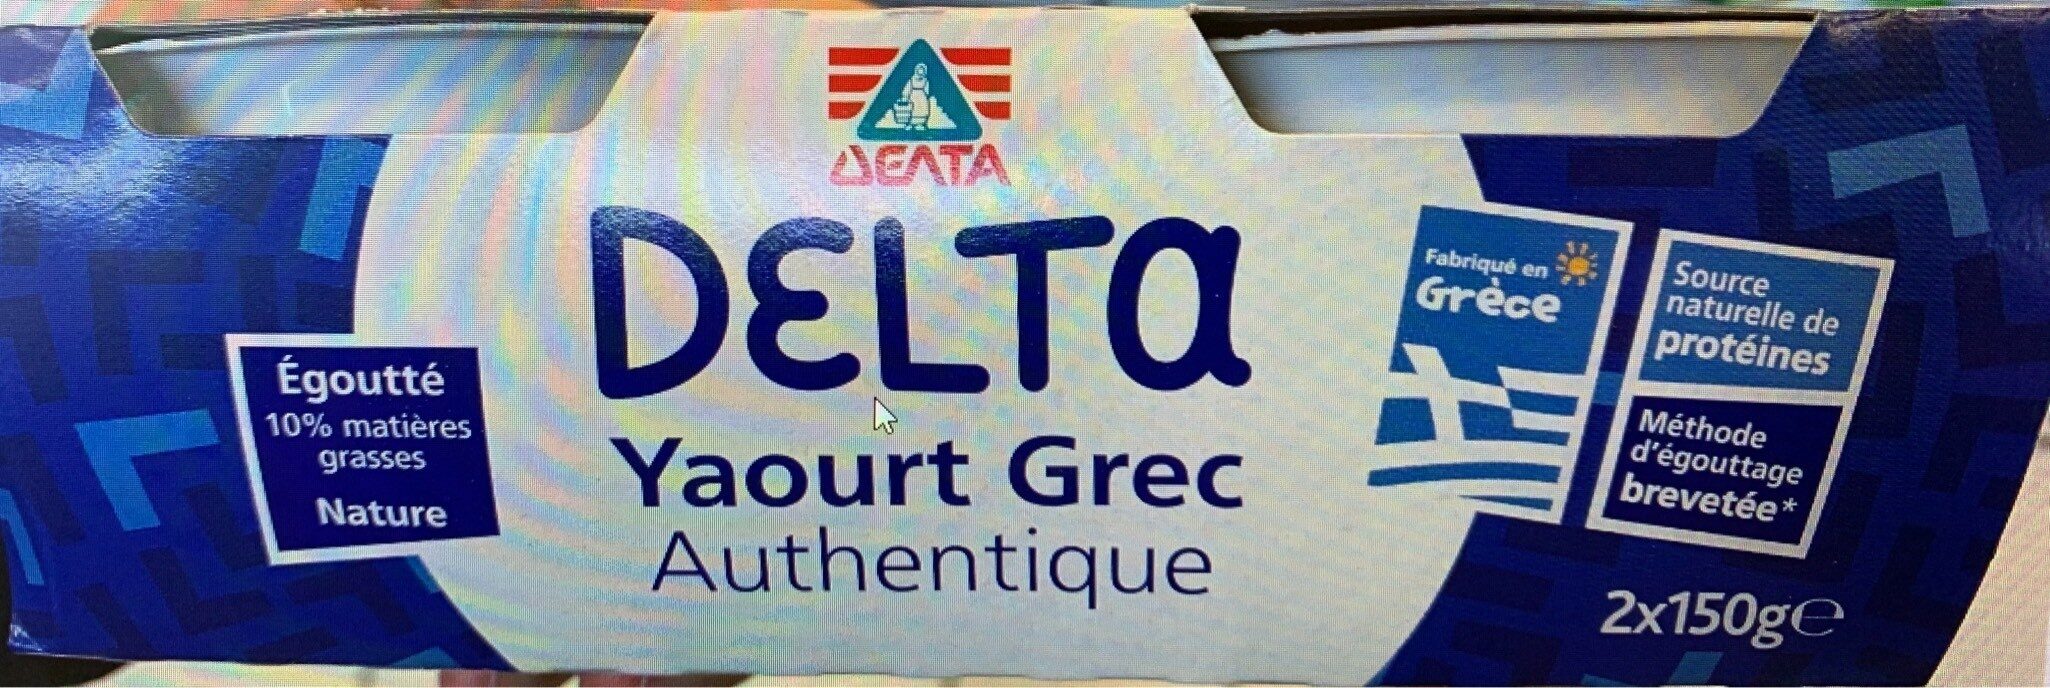 ΔΕΛΤΑ
DELTA
Yaourt Grec
Authentique
Égoutté
10% matières
grasses
Nature
Fabriqué en
Grèce
Source
naturelle de
protéines
Méthode
d'égouttage
brevetée*
2x150g℮